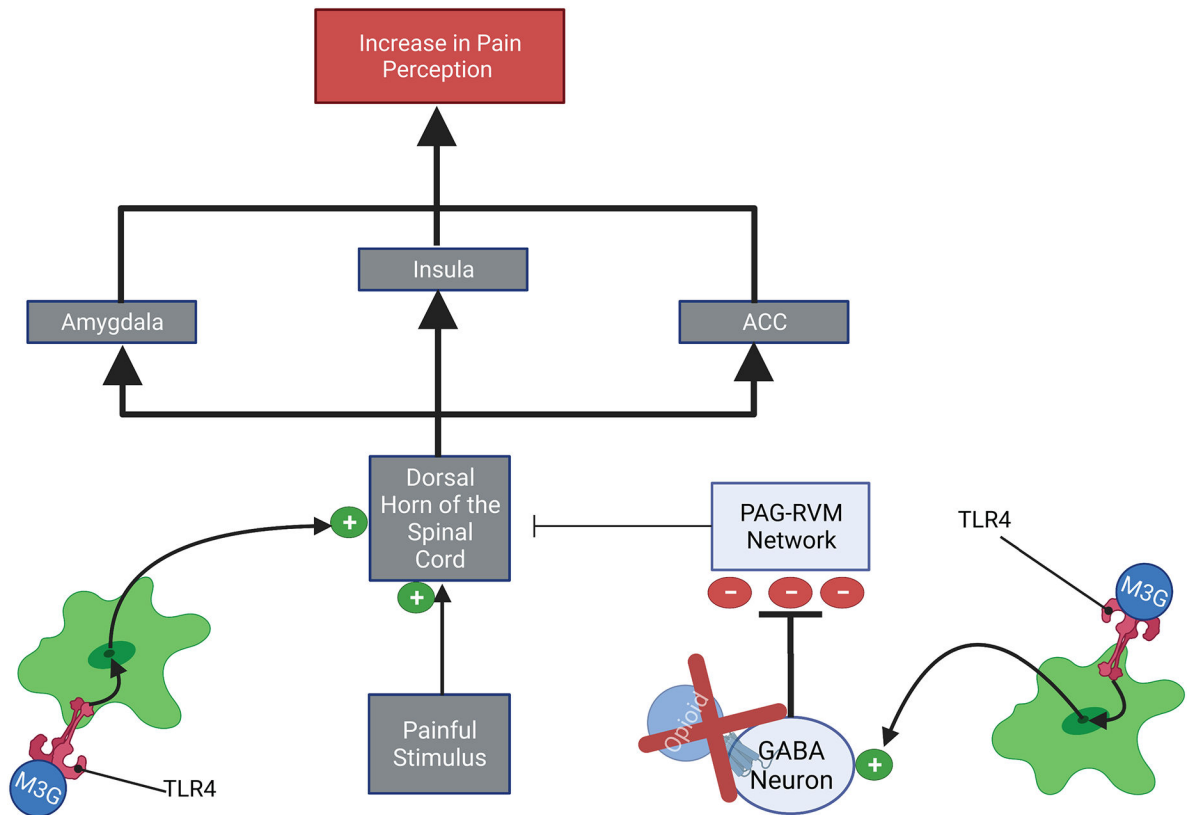 Increase in Pain
Perception
Insula
Amygdala
ACC
Dorsal
Horn of the
Spinal
Cord
+
+
PAG-RVM
Network
- - -
TLR4
M3G
Painful
Stimulus
Opioid
GABA
Neuron
+
M3G
TLR4